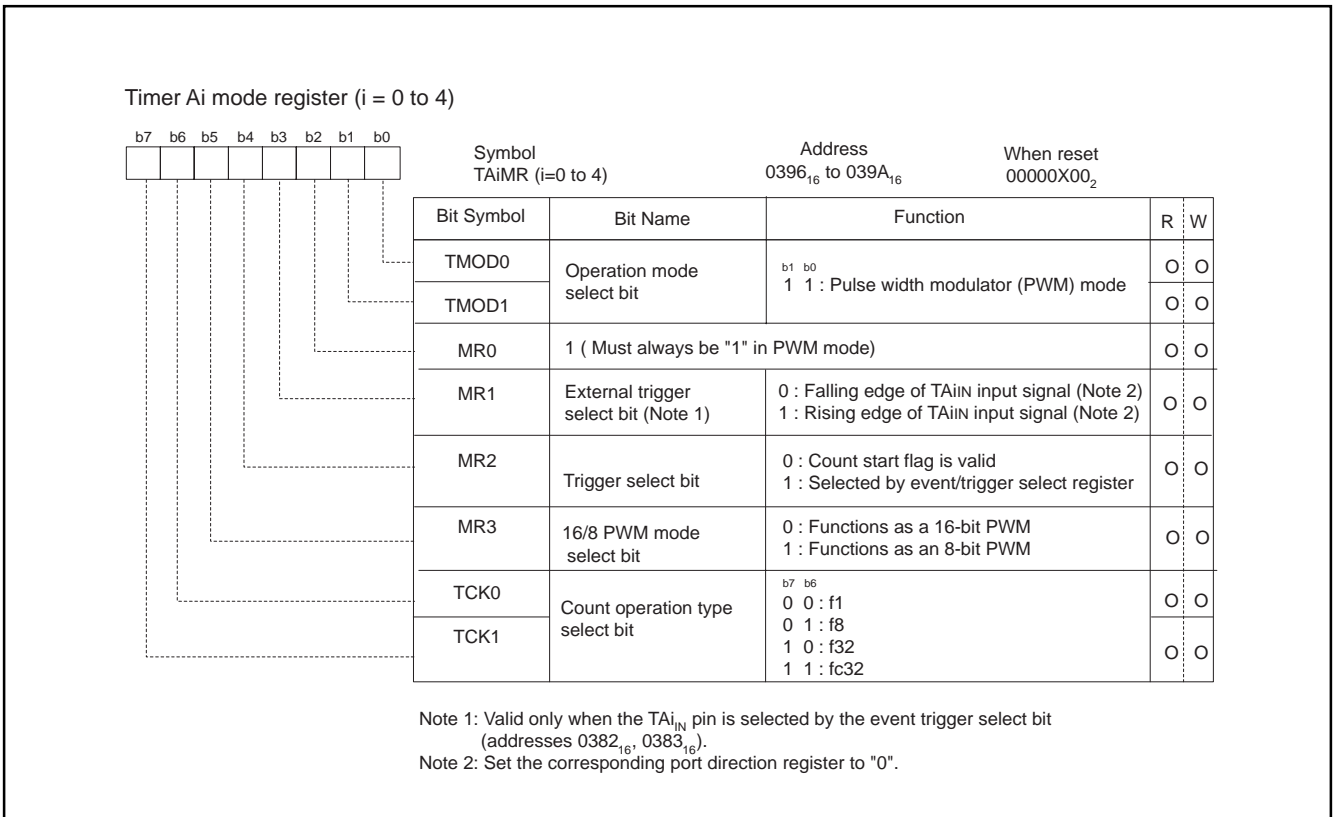 Timer Ai mode register (i = 0 to 4)
b7 b6 b5 b4 b3 b2 b1 b0
Symbol Address When reset
TAiMR (i=0 to 4) 0396₁₆ to 039A₁₆ 00000X00₂
Bit Symbol Bit Name Function R W
TMOD0 Operation mode select bit b1 b0 O O
TMOD1 1 1 : Pulse width modulator (PWM) mode O O
MR0 1 ( Must always be "1" in PWM mode) O O
MR1 External trigger 0 : Falling edge of TAiIN input signal (Note 2)
select bit (Note 1) 1 : Rising edge of TAiIN input signal (Note 2) O O
MR2 0 : Count start flag is valid O O
Trigger select bit 1 : Selected by event/trigger select register
MR3 16/8 PWM mode 0 : Functions as a 16-bit PWM
select bit 1 : Functions as an 8-bit PWM O O
b7 b6
TCK0 Count operation type 0 0 : f1 O O
select bit 0 1 : f8
TCK1 1 0 : f32 O O
1 1 : fc32
Note 1: Valid only when the TAiIN pin is selected by the event trigger select bit
(addresses 0382₁₆, 0383₁₆).
Note 2: Set the corresponding port direction register to "0".